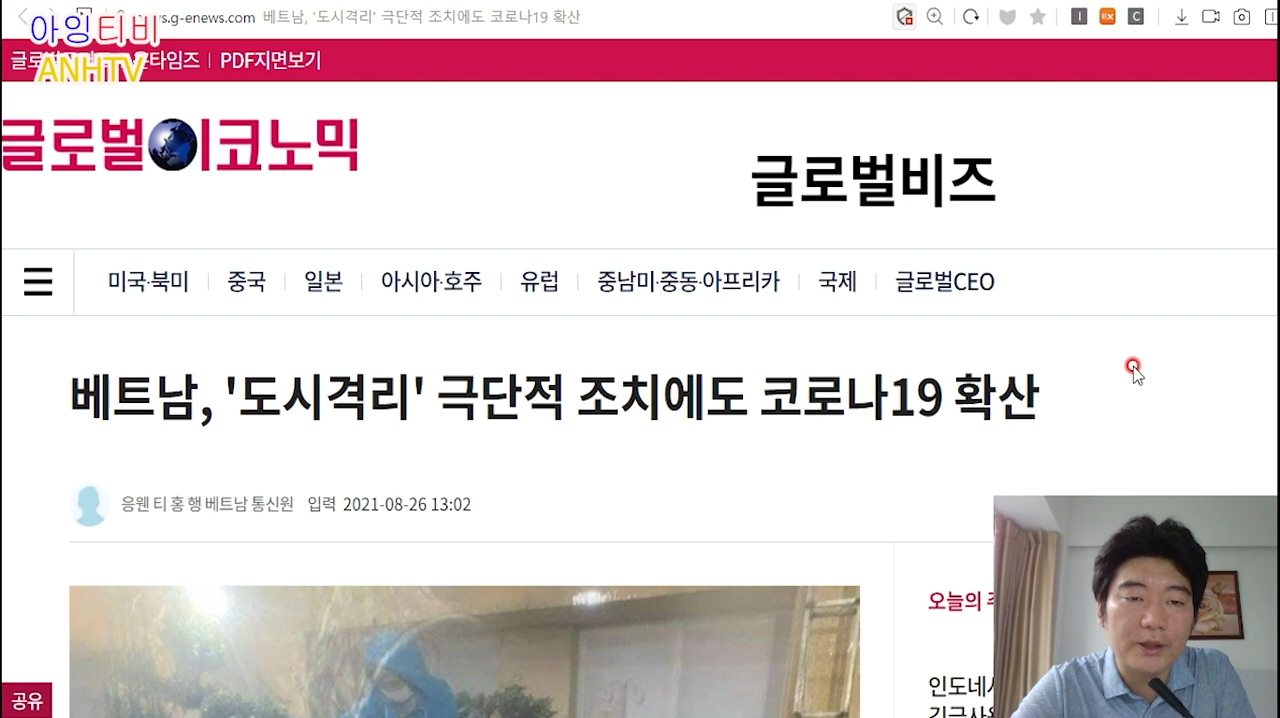 아잉티비
ANHTV
g-enews.com 베트남, '도시격리' 극단적 조치에도 코로나19 확산
I EX C
타임즈 | PDF지면보기
글로벌이코노믹
글로벌비즈
미국·북미 | 중국 | 일본 | 아시아·호주 | 유럽 | 중남미·중동·아프리카 | 국제 | 글로벌CEO
베트남, '도시격리' 극단적 조치에도 코로나19 확산
응웬 티 홍 행 베트남 통신원 입력 2021-08-26 13:02
오늘의
공유